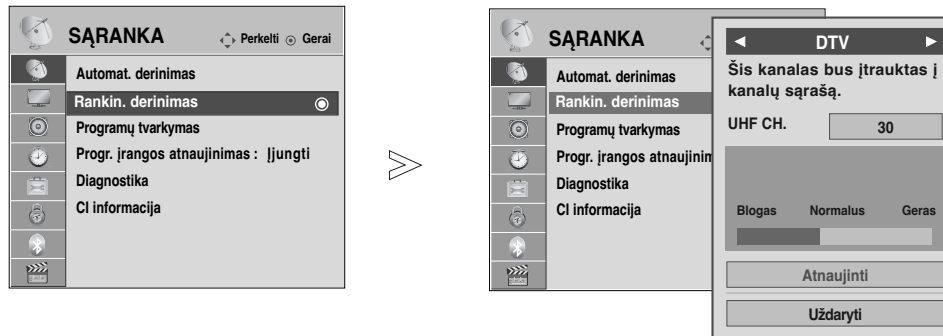 SĄRANKA
Perkelti Gerai
Automat. derinimas
Rankin. derinimas
Programų tvarkymas
Progr. įrangos atnaujinimas : Įjungti
Diagnostika
CI informacija
SĄRANKA
Automat. derinimas
Rankin. derinimas
Programų tvarkymas
Progr. įrangos atnaujinim
Diagnostika
CI informacija
DTV
Šis kanalas bus įtrauktas į
kanalų sąrašą.
UHF CH. 30
Blogas Normalus Geras
Atnaujinti
Uždaryti